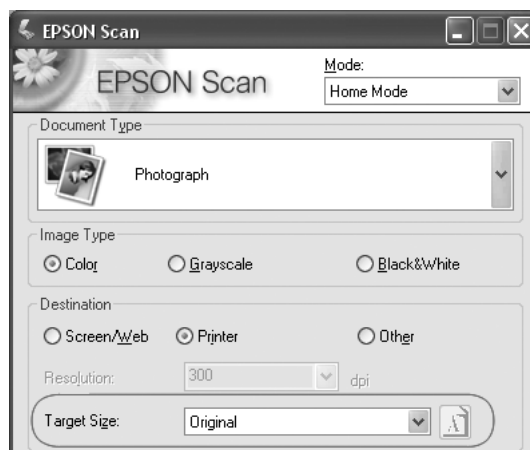 EPSON Scan
EPSON Scan
Mode:
Home Mode
Document Type
Photograph
Image Type
Color
Grayscale
Black&White
Destination
Screen/Web
Printer
Other
Resolution:
300
dpi
Target Size:
Original
A